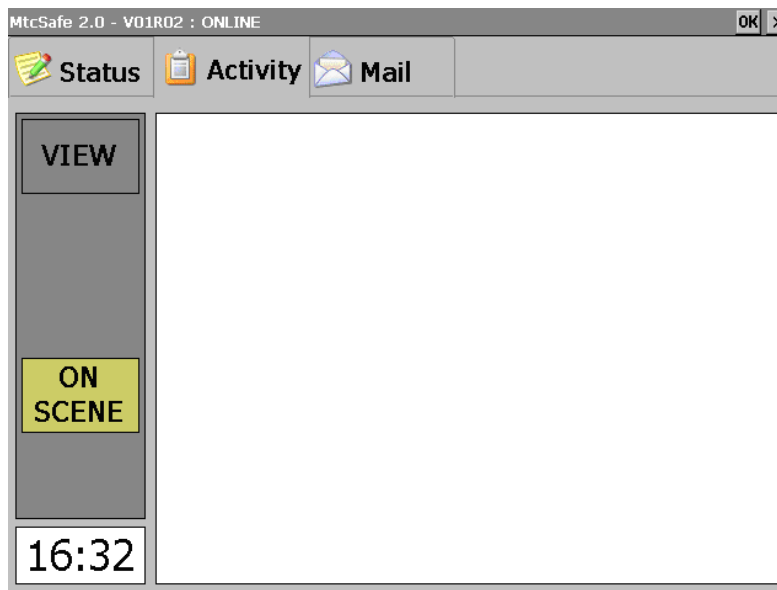 MtcSafe 2.0 - V01R02 : ONLINE OK
Status Activity Mail
VIEW
ON
SCENE
16:32